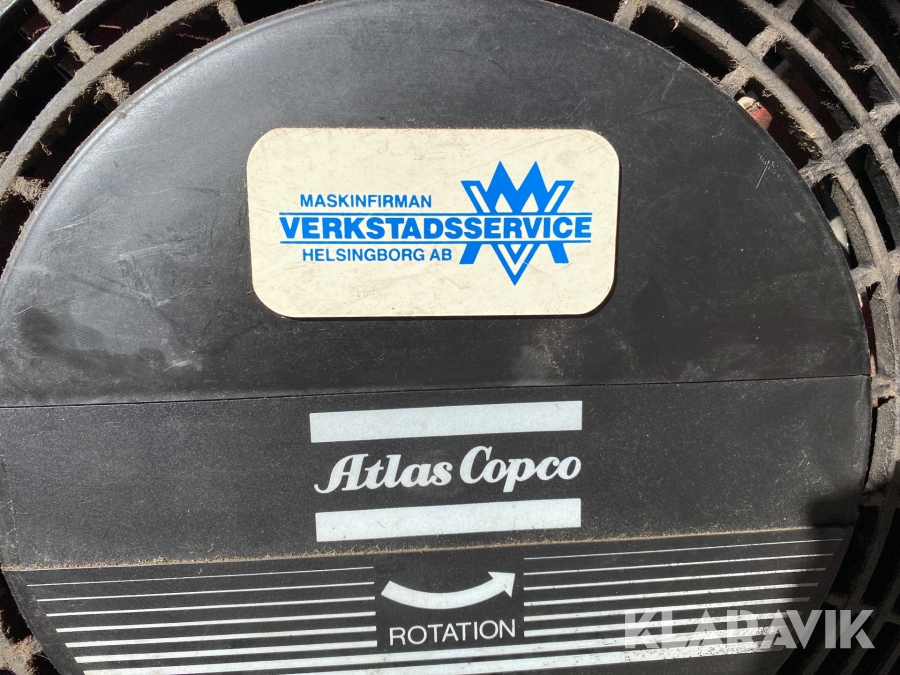 MASKINFIRMAN
VERKSTADSSERVICE
HELSINGBORG AB
Atlas Copco
ROTATION
KLARAVIK